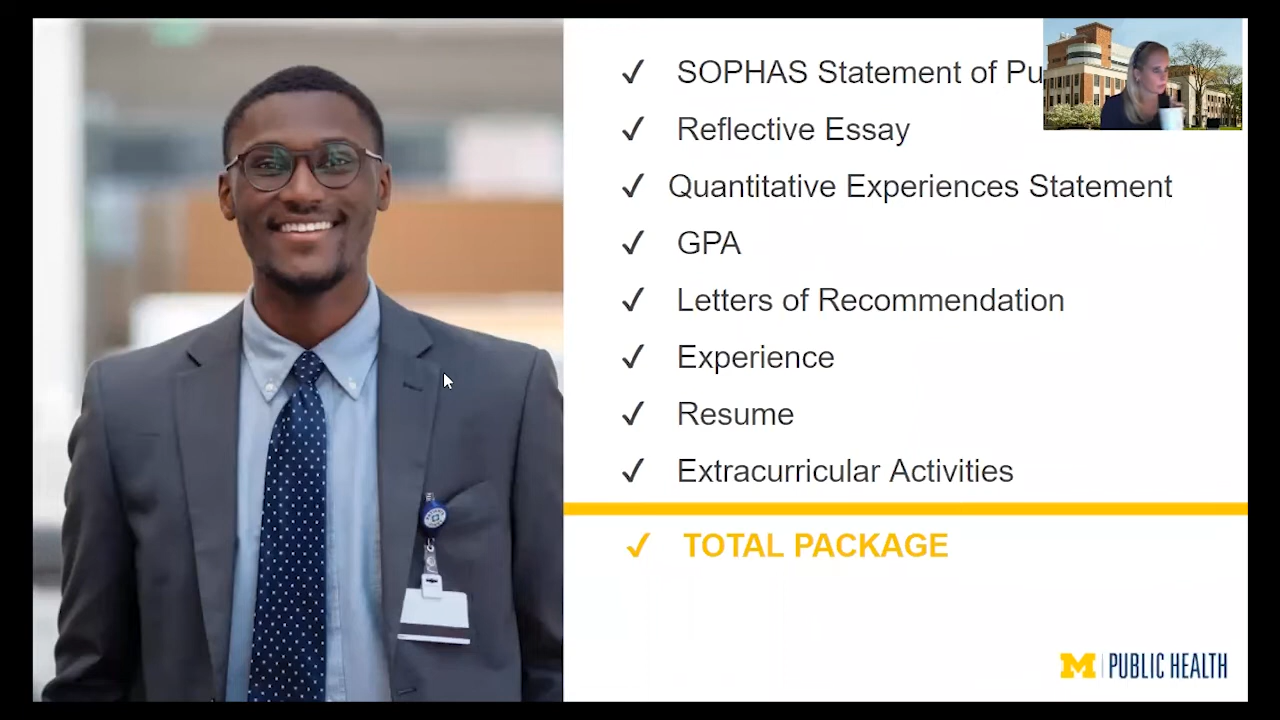 ✓ SOPHAS Statement of Pu
✓ Reflective Essay
✓ Quantitative Experiences Statement
✓ GPA
✓ Letters of Recommendation
✓ Experience
✓ Resume
✓ Extracurricular Activities
✓ TOTAL PACKAGE
M | PUBLIC HEALTH